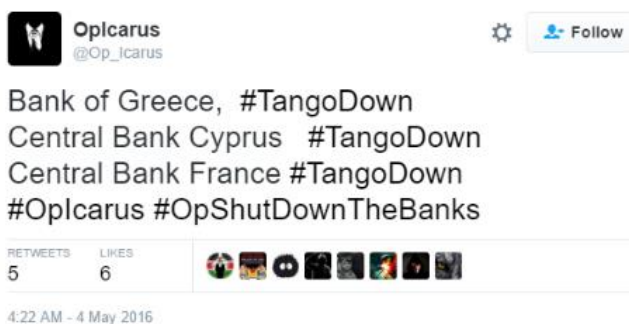 OpIcarus
@Op_Icarus
Follow
Bank of Greece, #TangoDown
Central Bank Cyprus #TangoDown
Central Bank France #TangoDown
#OpIcarus #OpShutDownTheBanks
RETWEETS LIKES
5 6
4:22 AM - 4 May 2016